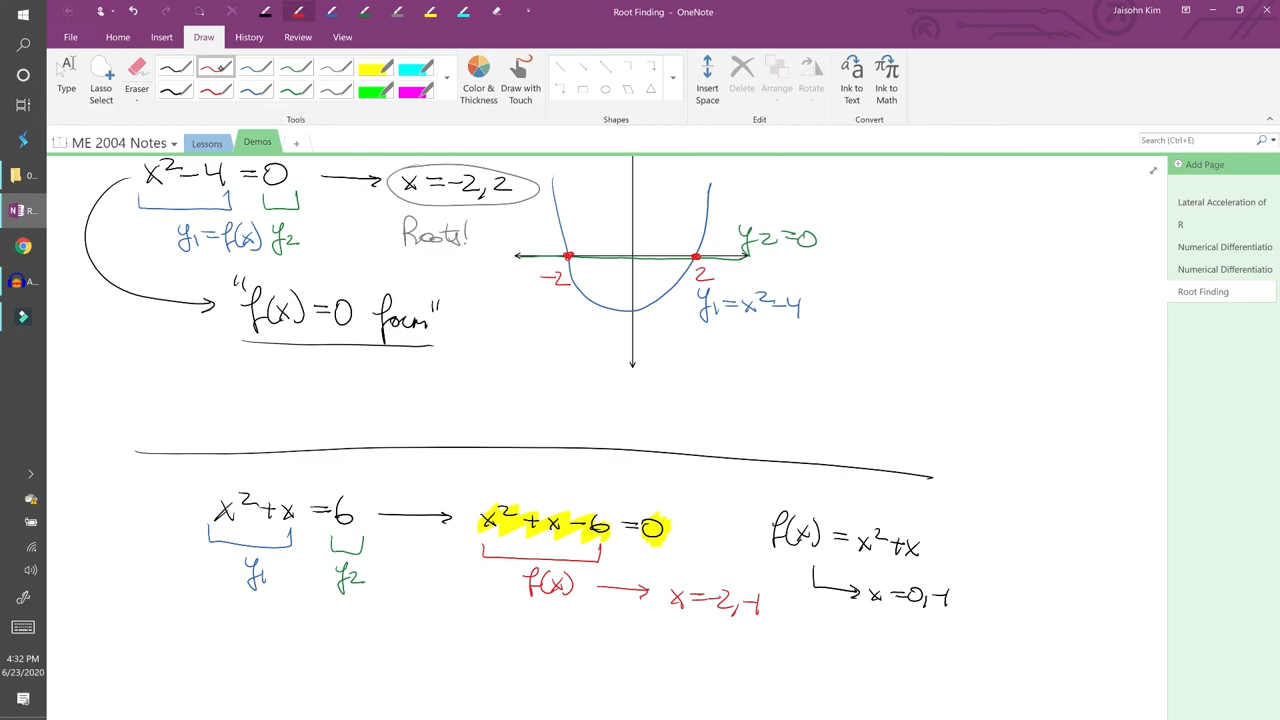 Root Finding - OneNote
Jaisohn Kim
File Home Insert Draw History Review View
Type
Lasso Select
Eraser
Color & Thickness
Draw with Touch
Insert Space
Delete
Arrange
Rotate
Ink to Text
Ink to Math
Tools
Shapes
Edit
Convert
ME 2004 Notes
Lessons
Demos
Search (Ctrl+E)
Add Page
Lateral Acceleration of
R
Numerical Differentiatio
Numerical Differentiatio
Root Finding
0...
R...
x²-4 = 0 → x = -2, 2
y₁ = f(x) y2
Roots!
"f(x) = 0 form"
y2 = 0
-2
2
y₁ = x²-4
x²+x = 6 → x²+x-6 = 0
y₁
y2
f(x) → x = -2, -1
f(x) = x²+x
→ x = 0, -1
4:32 PM
6/23/2020